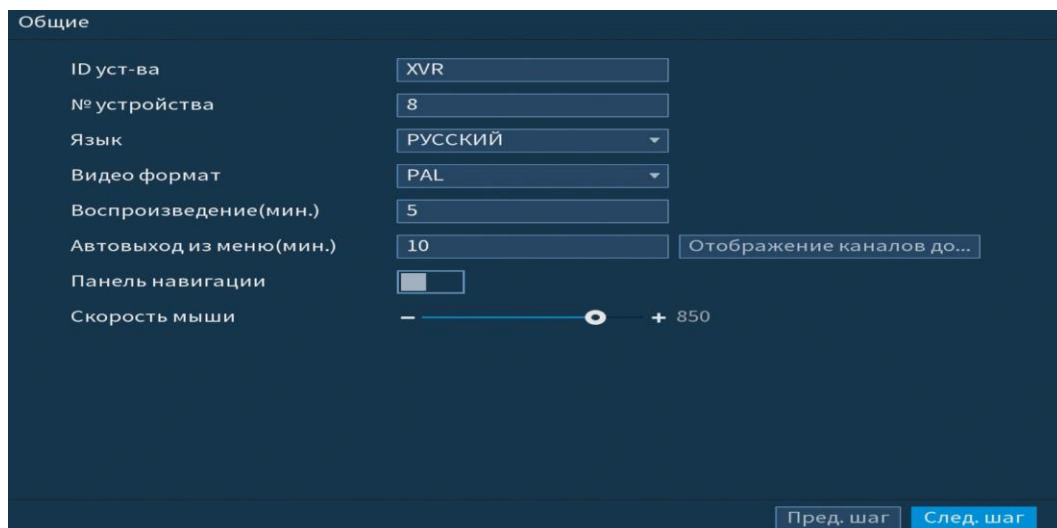 Общие
ID уст-ва XVR
№ устройства 8
Язык РУССКИЙ
Видео формат PAL
Воспроизведение(мин.) 5
Автовыход из меню(мин.) 10 Отображение каналов до...
Панель навигации
Скорость мыши − + 850
Пред. шаг След. шаг